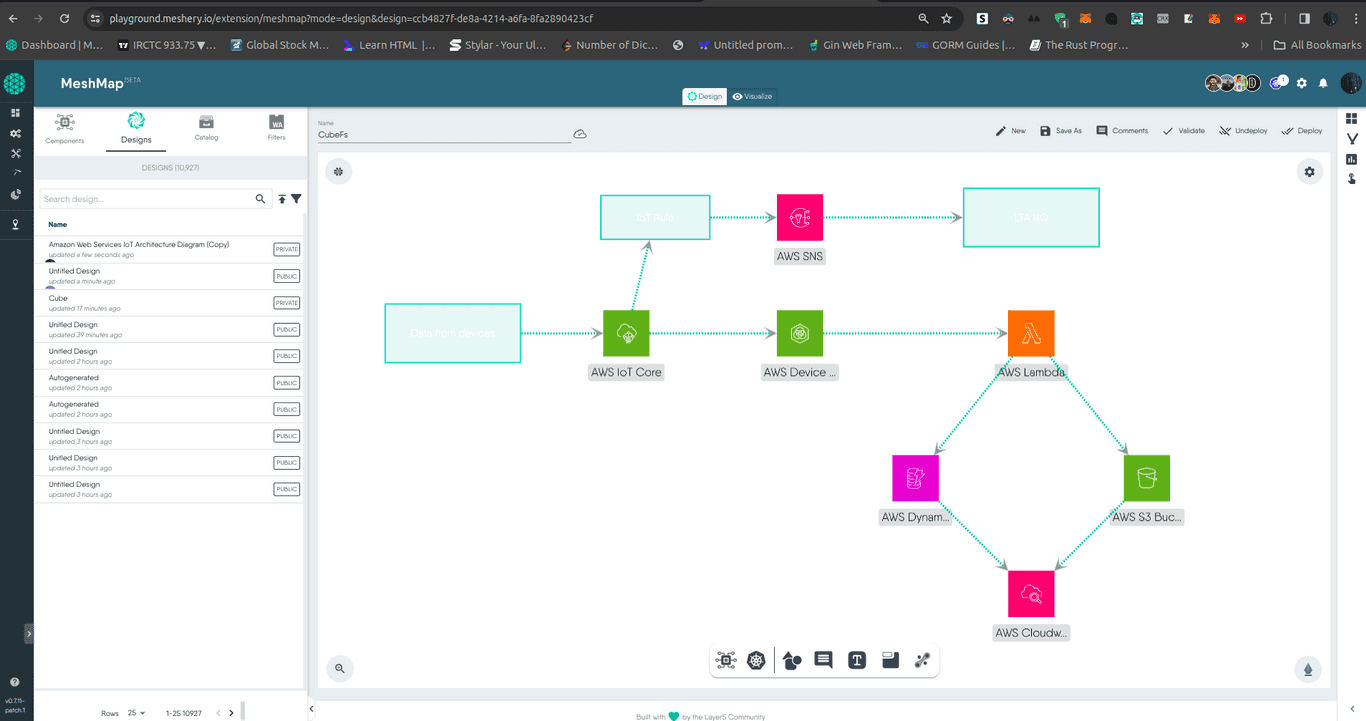 playground.meshery.io/extension/meshmap?mode=design&design=ccb4827f-de8a-4214-a6fa-8fa2890423cf
Dashboard | M...
IRCTC 933.75▼...
Global Stock M...
Learn HTML |...
Stylar - Your Ul...
Number of Dic...
Untitled prom...
Gin Web Fram...
GORM Guides |...
The Rust Progr...
»
All Bookmarks
MeshMap BETA
Design
Visualize
1
D
Components
Designs
Catalog
Filters
Name
CubeFs
New
Save As
Comments
Validate
Undeploy
Deploy
DESIGNS (10,927)
Search design...
Name
Amazon Web Services IoT Architecture Diagram (Copy)
updated a few seconds ago
PRIVATE
Untitled Design
updated a minute ago
PUBLIC
Cube
updated 17 minutes ago
PRIVATE
Untitled Design
updated 39 minutes ago
PUBLIC
Untitled Design
updated 2 hours ago
PUBLIC
Autogenerated
updated 2 hours ago
PUBLIC
Autogenerated
updated 2 hours ago
PUBLIC
Untitled Design
updated 3 hours ago
PUBLIC
Untitled Design
updated 3 hours ago
PUBLIC
Untitled Design
updated 3 hours ago
PUBLIC
IoT Rule
AWS SNS
LTA HQ
Data from devices
AWS IoT Core
AWS Device ...
AWS Lambda
AWS Dynam...
AWS S3 Buc...
AWS Cloudw...
v0.7.11-
patch.1
Rows
25
1-25 10927
Built with by the Layer5 Community